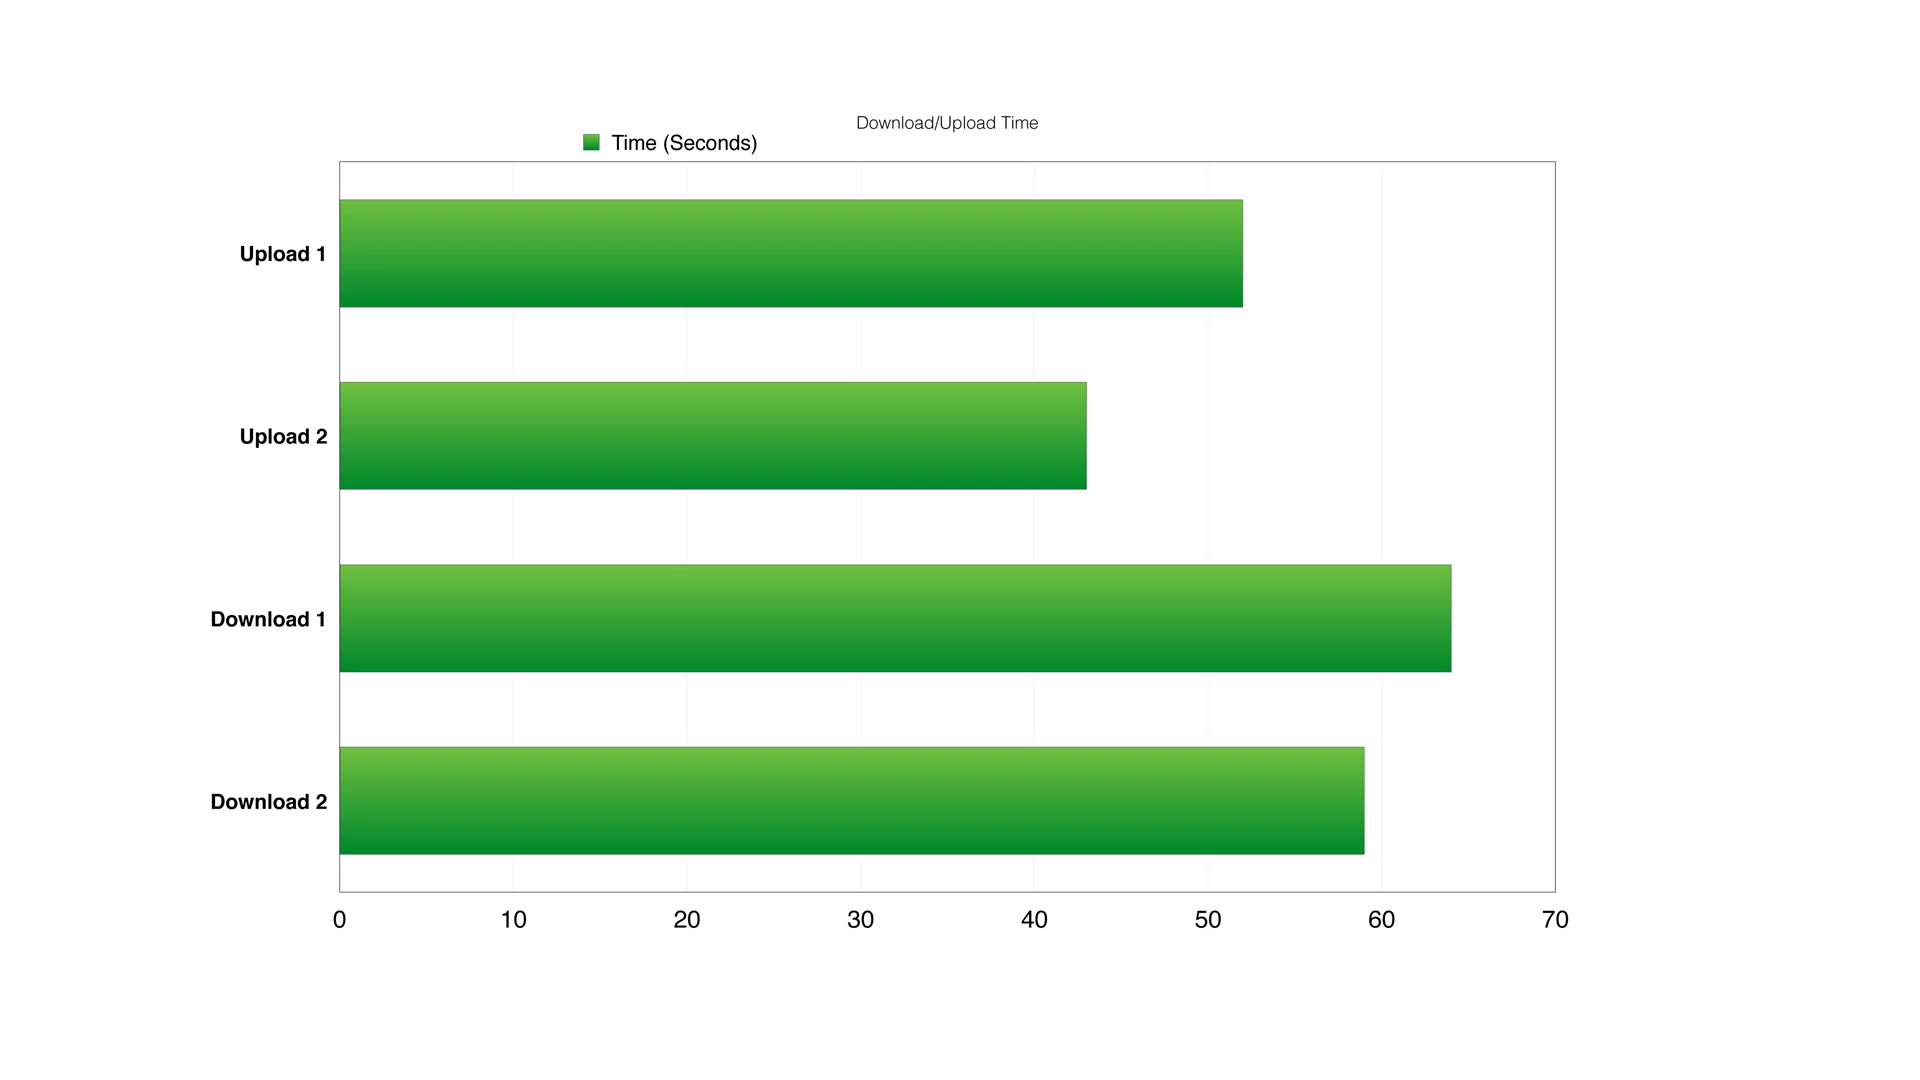 Download/Upload Time
Time (Seconds)
Upload 1
Upload 2
Download 1
Download 2
0 10 20 30 40 50 60 70